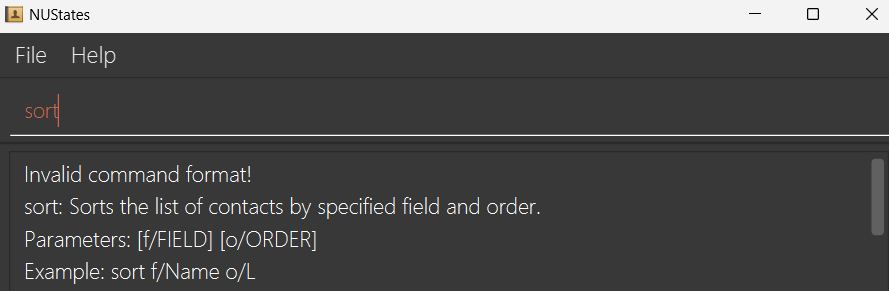 NUStates
File Help
sort
Invalid command format!
sort: Sorts the list of contacts by specified field and order.
Parameters: [f/FIELD] [o/ORDER]
Example: sort f/Name o/L